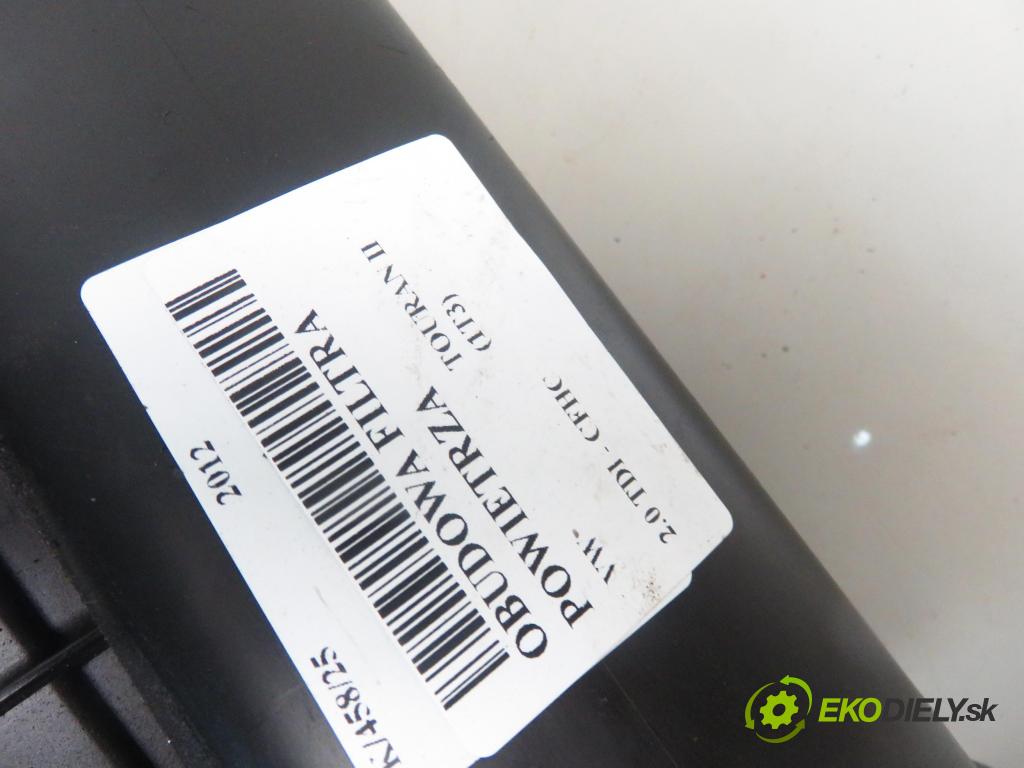 K/458/25
2012
OBUDOWA FILTRA
POWIETRZA
VW
TOURAN II
(1T3)
2.0 TDI - CFHC
EKODIELY.sk